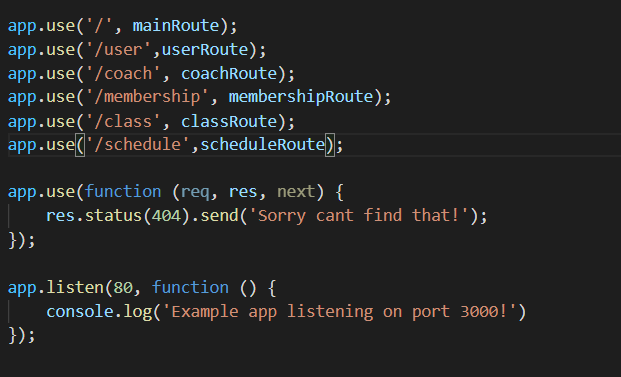 app.use('/', mainRoute);
app.use('/user',userRoute);
app.use('/coach', coachRoute);
app.use('/membership', membershipRoute);
app.use('/class', classRoute);
app.use('/schedule',scheduleRoute);
app.use(function (req, res, next) {
    res.status(404).send('Sorry cant find that!');
});
app.listen(80, function () {
    console.log('Example app listening on port 3000!')
});